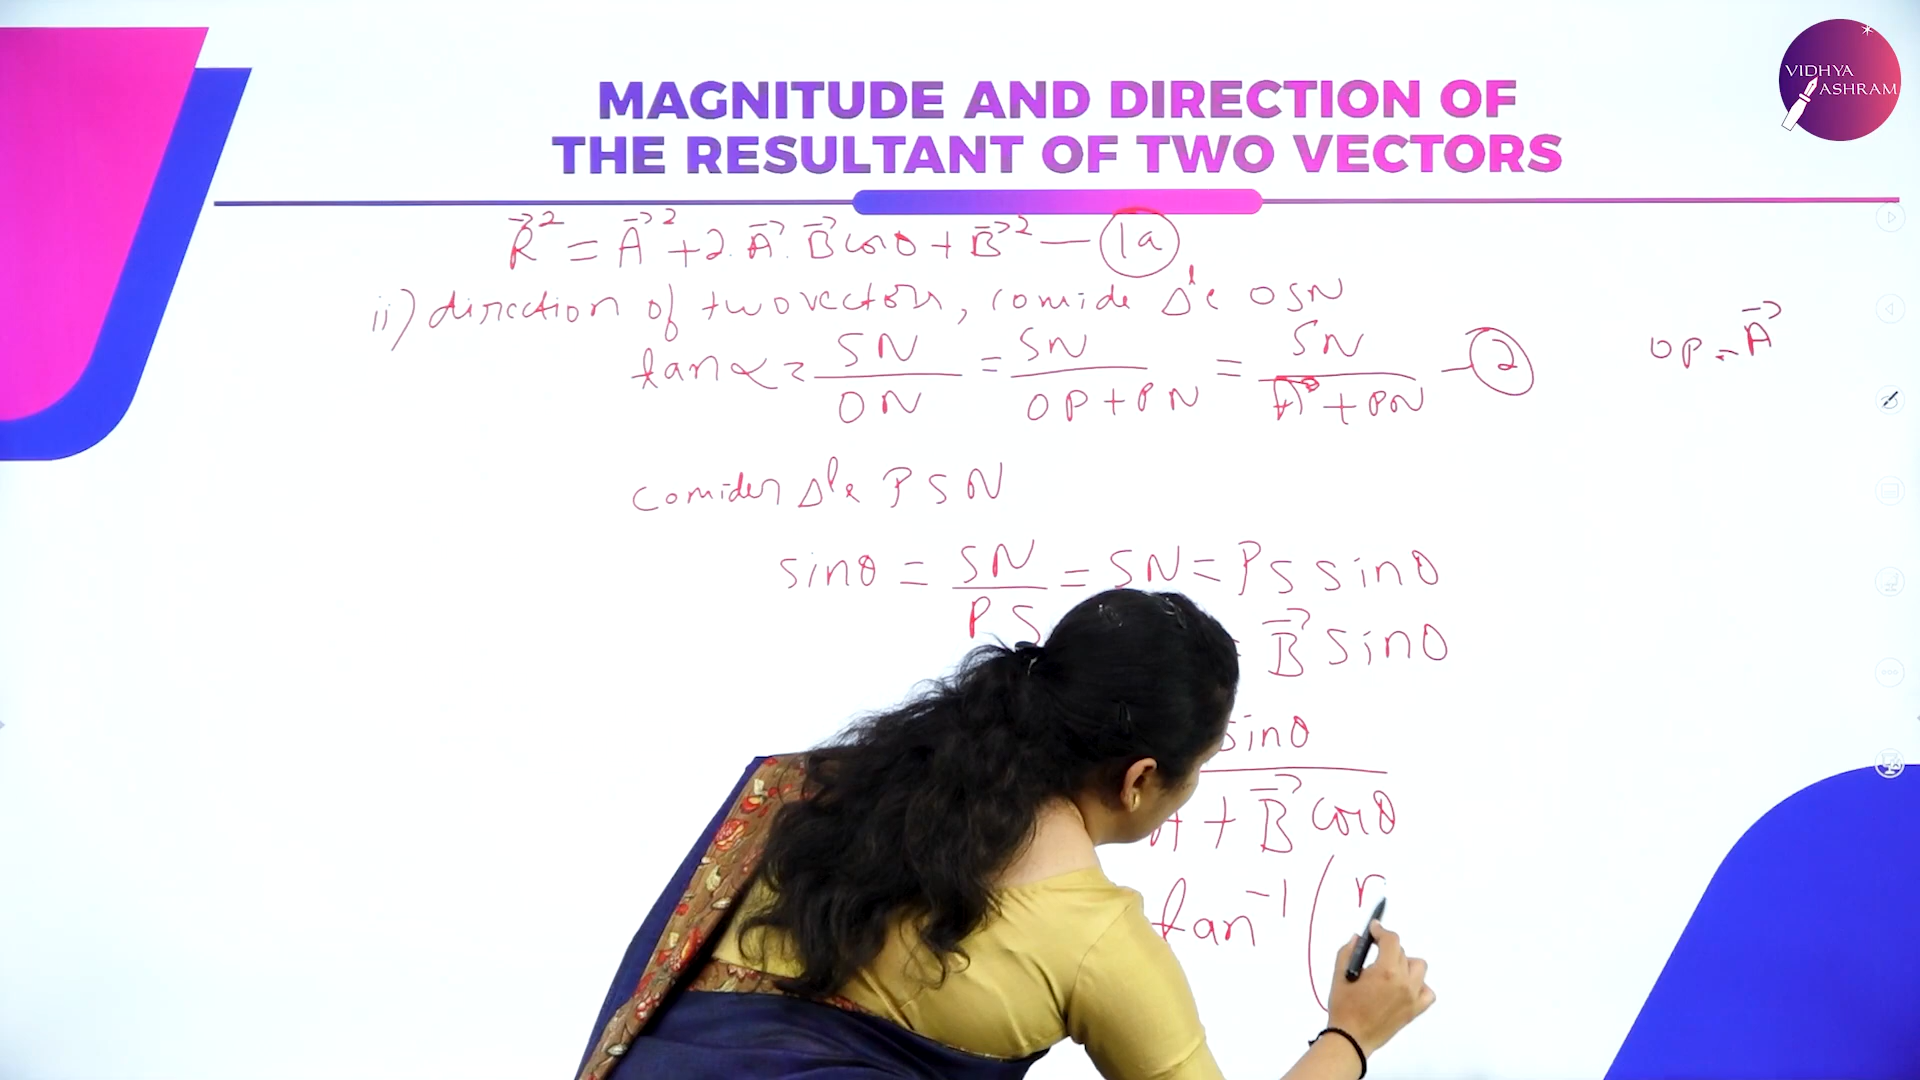 VIDHYA
ASHRAM
MAGNITUDE AND DIRECTION OF
THE RESULTANT OF TWO VECTORS
R⃗² = A⃗² + 2. A⃗. B⃗ cosθ + B⃗² — (1a)
ii) direction of two vectors, conside Δle OSN
tanα = SN/ON = SN/(OP + PN) = SN/(A⃗ + PN) — (2)
OP = A⃗
consider Δle PSN
sinθ = SN/PS = SN = PS sinθ
B⃗ sinθ
sinθ
A + B⃗ cosθ
tan⁻¹ (